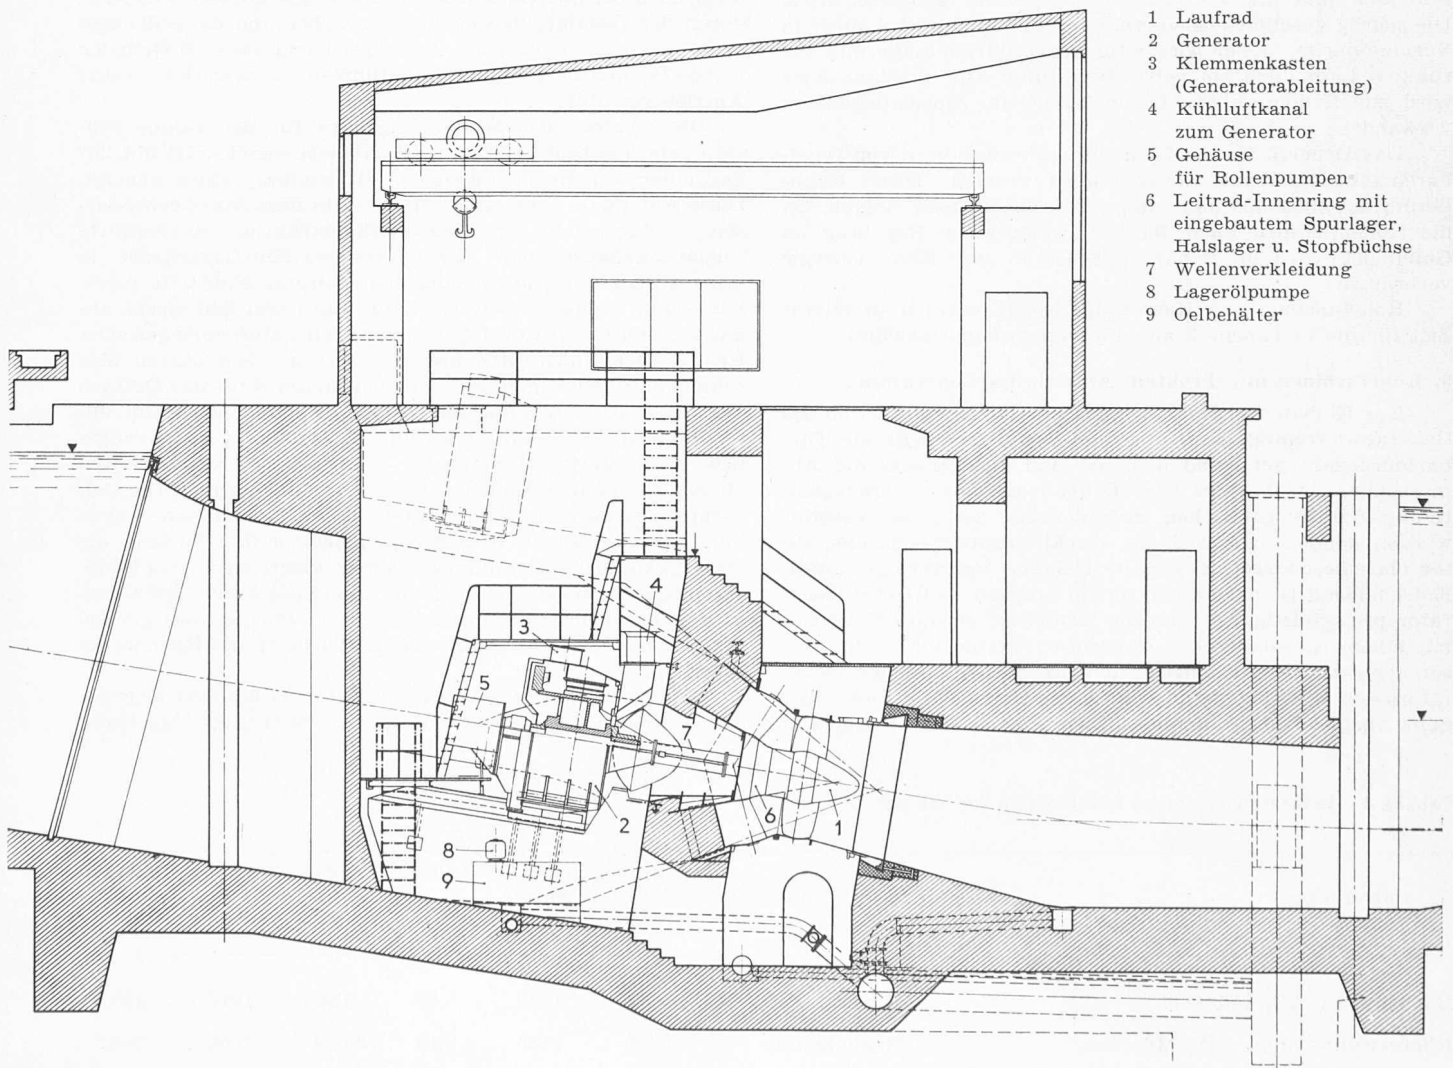 1 Laufrad
2 Generator
3 Klemmenkasten
(Generatorableitung)
4 Kühlluftkanal
zum Generator
5 Gehäuse
für Rollenpumpen
6 Leitrad-Innenring mit
eingebautem Spurlager,
Halslager u. Stopfbüchse
7 Wellenverkleidung
8 Lagerölpumpe
9 Oelbehälter
4
3
5
7
6
1
2
8
9